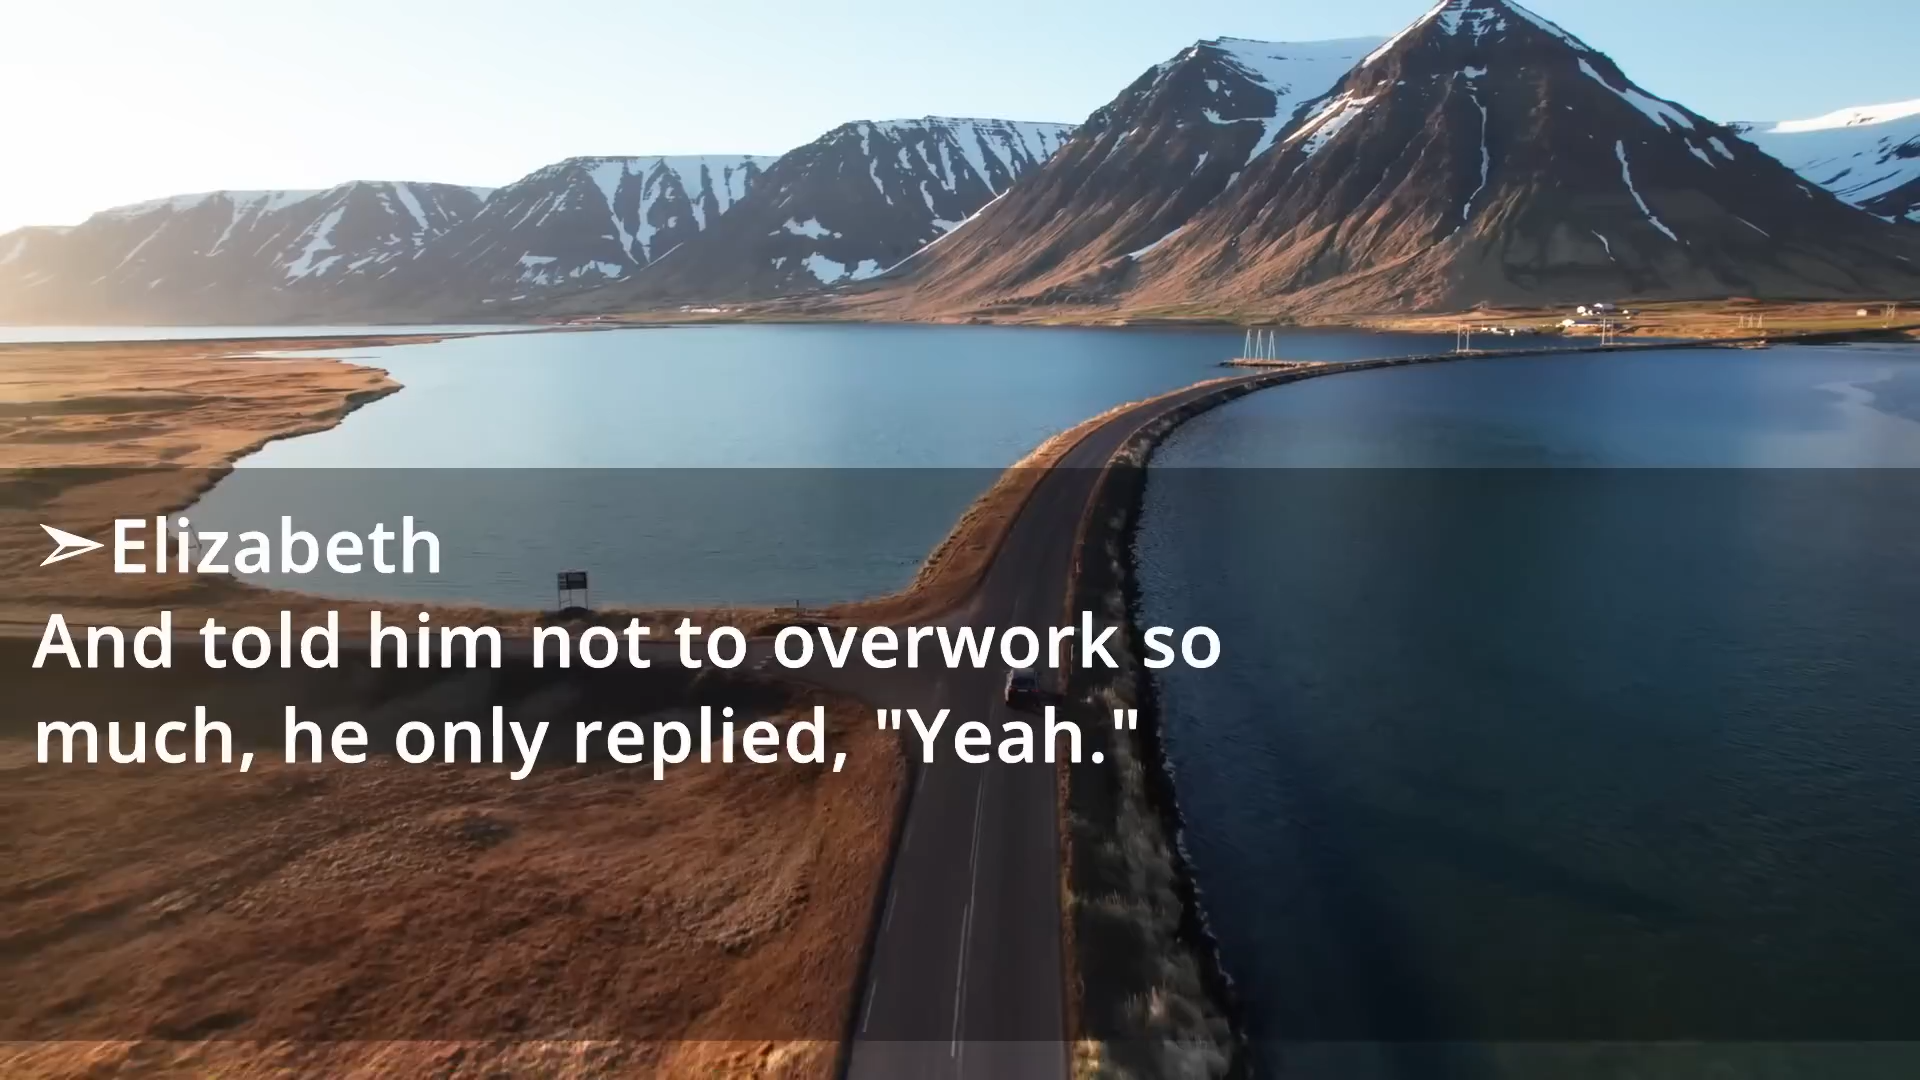 ➣Elizabeth
And told him not to overwork so
much, he only replied, "Yeah."